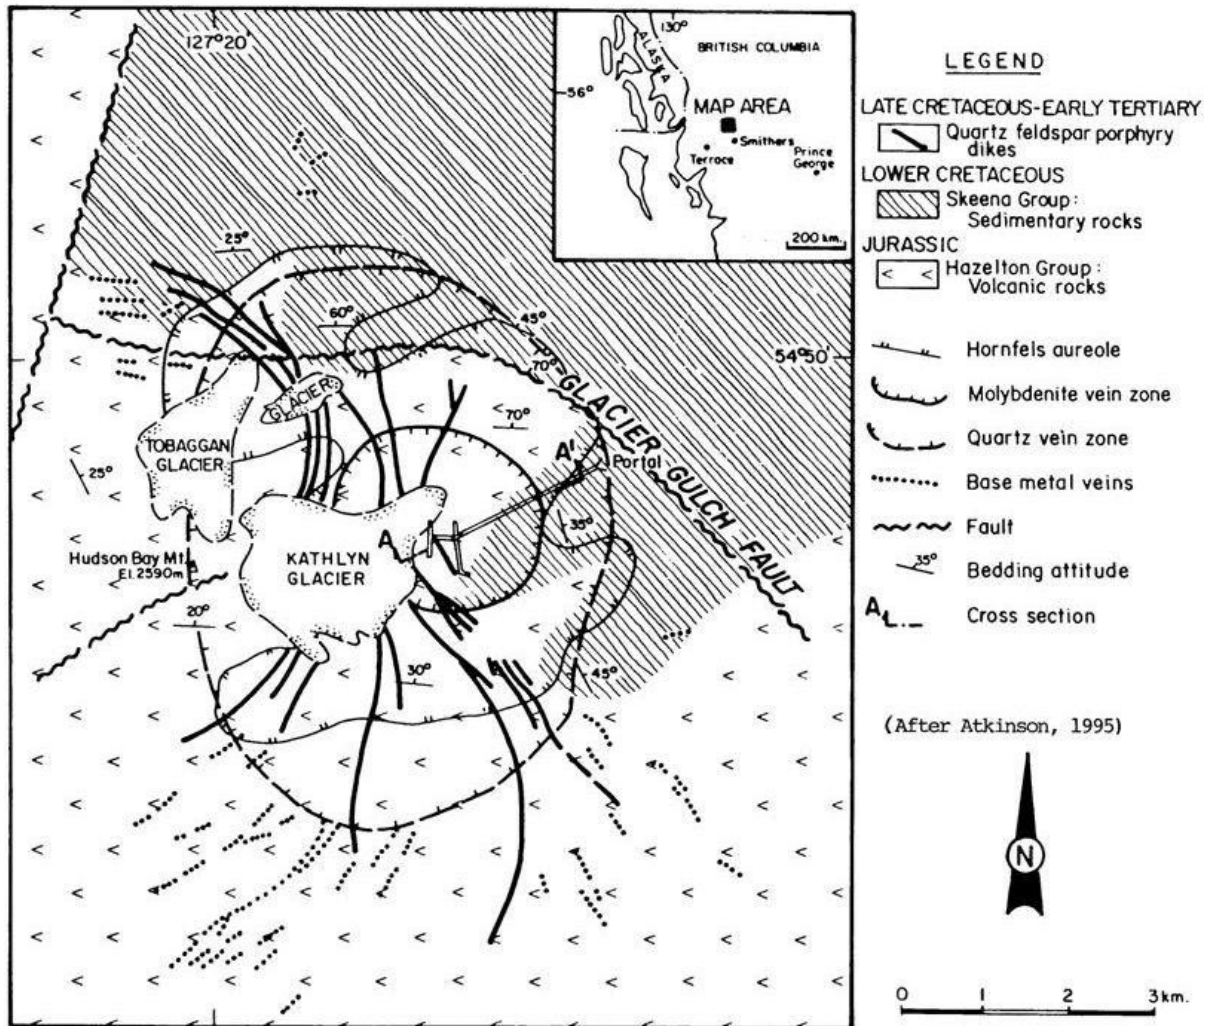 127°20'
130°
ALASKA
BRITISH COLUMBIA
56°
MAP AREA
Smithers
Terrace
Prince
George
200 km.
25°
60°
45°
54°50'
70°
GLACIER GULCH FAULT
GLACIER
70°
TOBAGGAN
GLACIER
25°
A'
Portal
35°
A
Hudson Bay Mt.
El. 2590m
KATHLYN
GLACIER
20°
30°
45°
LEGEND
LATE CRETACEOUS-EARLY TERTIARY
Quartz feldspar porphyry
dikes
LOWER CRETACEOUS
Skeena Group:
Sedimentary rocks
JURASSIC
Hazelton Group:
Volcanic rocks
Hornfels aureole
Molybdenite vein zone
Quartz vein zone
Base metal veins
Fault
35°
Bedding attitude
A
Cross section
(After Atkinson, 1995)
N
0 1 2 3 km.